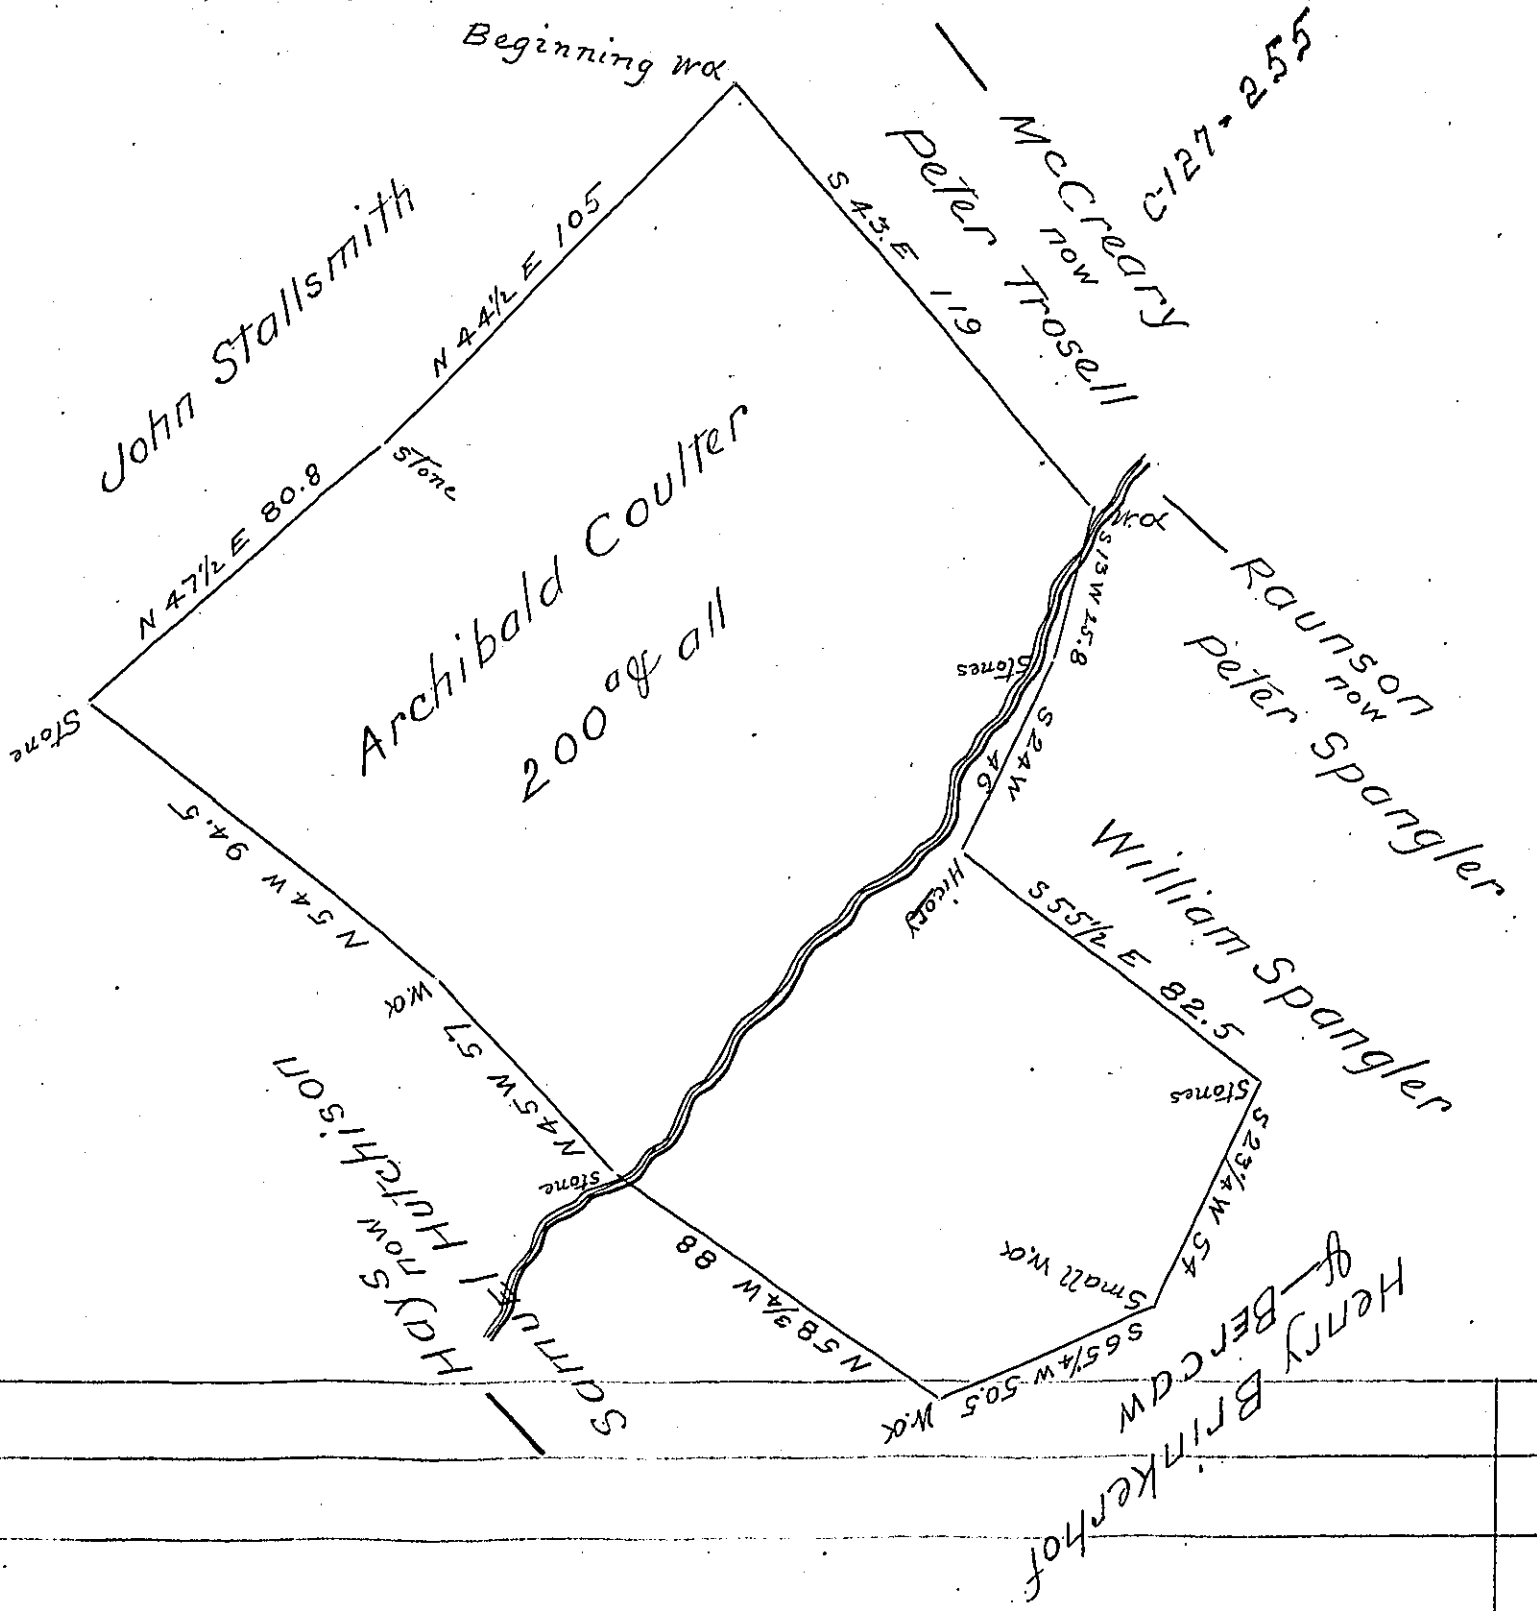 Beginning wα
C-127-255
McCreary
now
Peter Trosell
S 43. E 119
N 44½ E 105
John Stallsmith
stone
N 47½ E 80.8
Stone
Archibald Coulter
200 a & all
w.α
S 13 W 25.8
Stones
S 24 W
46
Raunson
now
Peter Spangler
William Spangler
Hicory
S 55½ E 82.5
Stones
S 23¼ W 54
Small w.α
S 65¼ W 50.5
W.α
N 58¾ W 88
stone
N 45 W 57
w.α
N 54 W 94.5
Hays
now
Samuel Hutchison
Henry Brinkerhof
& Bercaw